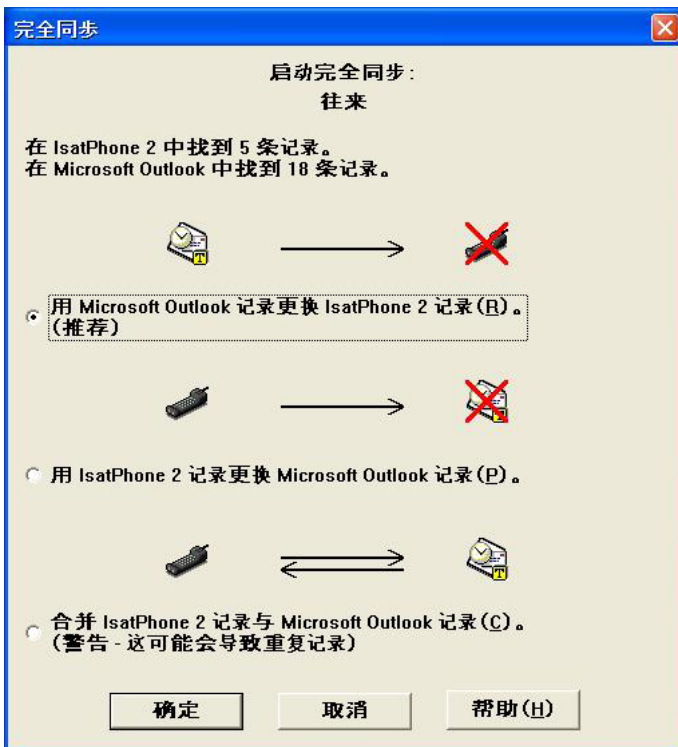 完全同步
启动完全同步:
往来
在 IsatPhone 2 中找到 5 条记录。
在 Microsoft Outlook 中找到 18 条记录。
用 Microsoft Outlook 记录更换 IsatPhone 2 记录(R)。
(推荐)
用 IsatPhone 2 记录更换 Microsoft Outlook 记录(P)。
合并 IsatPhone 2 记录与 Microsoft Outlook 记录(C)。
(警告 - 这可能会导致重复记录)
确定
取消
帮助(H)